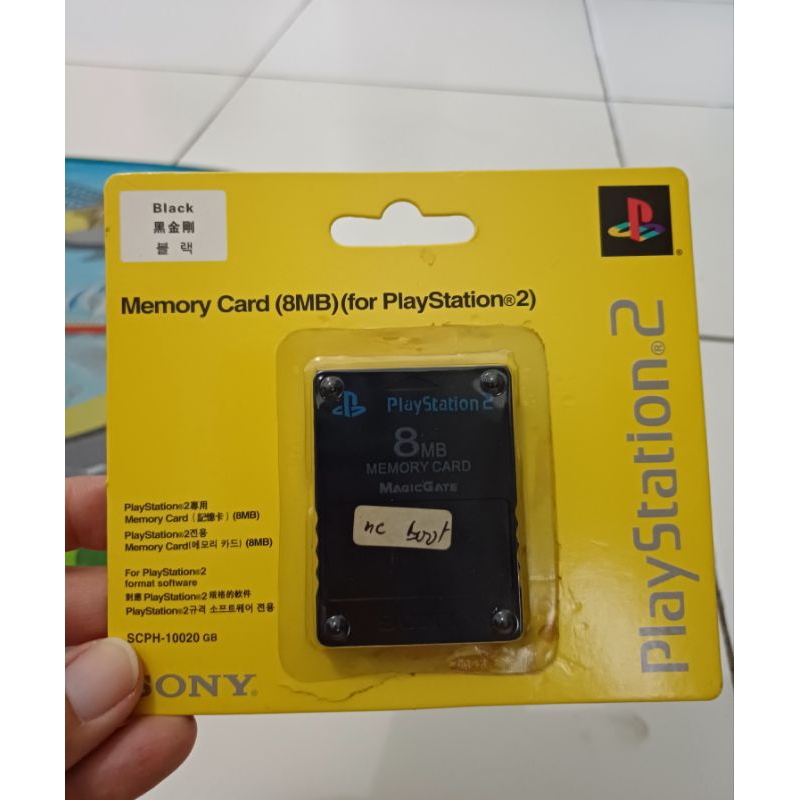 Black
黑金剛
블 랙
Memory Card (8MB)(for PlayStation®2)
PlayStation®2
PlayStation 2
8MB
MEMORY CARD
MAGICGATE
mc boot
PlayStation®2專用
Memory Card (記憶卡) (8MB)
PlayStation®2전용
Memory Card(메모리 카드) (8MB)
For PlayStation®2
format software
對應 PlayStation®2 規格的軟件
PlayStation®2규격 소프트웨어 전용
SCPH-10020 GB
SONY®